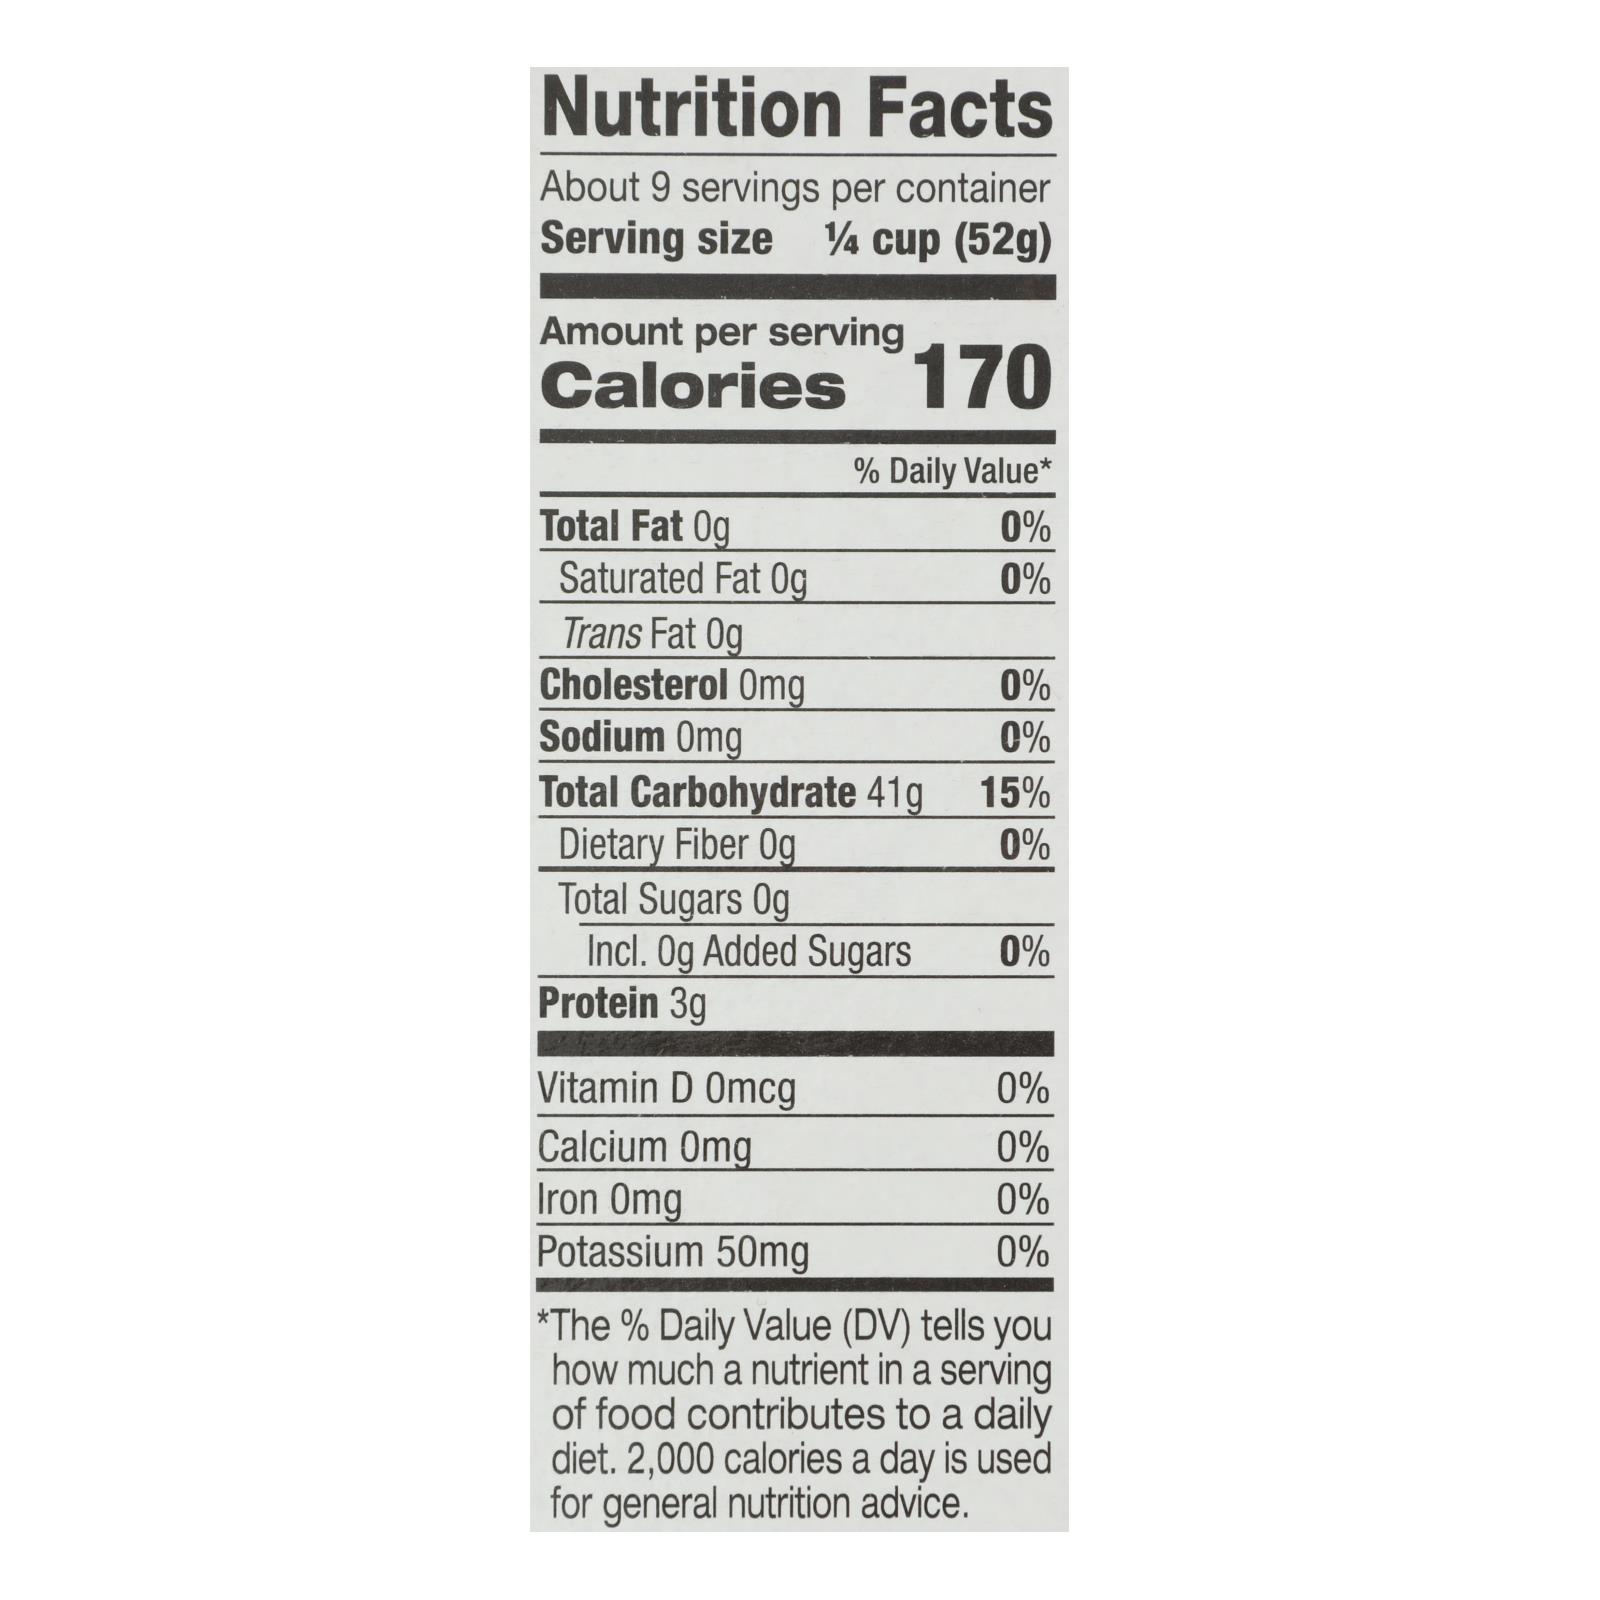 Nutrition Facts
About 9 servings per container
Serving size ¼ cup (52g)
Amount per serving
Calories 170
% Daily Value*
Total Fat 0g 0%
Saturated Fat 0g 0%
Trans Fat 0g
Cholesterol 0mg 0%
Sodium 0mg 0%
Total Carbohydrate 41g 15%
Dietary Fiber 0g 0%
Total Sugars 0g
Incl. 0g Added Sugars 0%
Protein 3g
Vitamin D 0mcg 0%
Calcium 0mg 0%
Iron 0mg 0%
Potassium 50mg 0%
*The % Daily Value (DV) tells you
how much a nutrient in a serving
of food contributes to a daily
diet. 2,000 calories a day is used
for general nutrition advice.